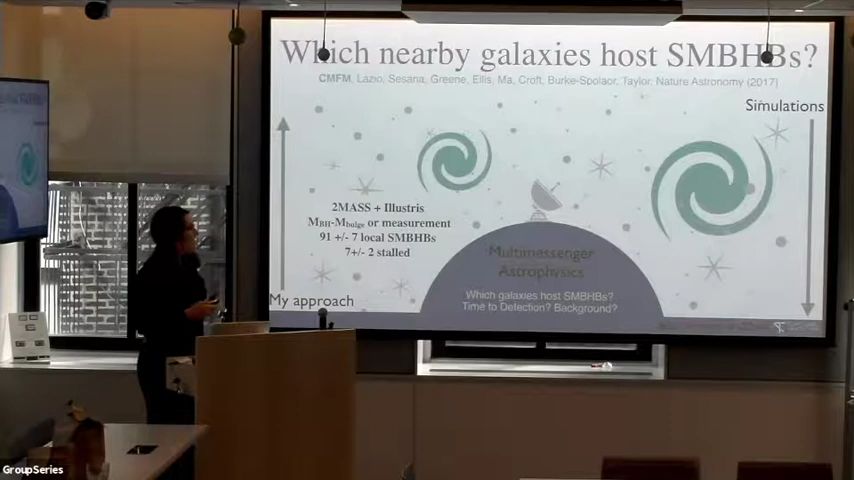 Which nearby galaxies host SMBHBs?
CMFM, Lazio, Sesana, Greene, Ellis, Ma, Croft, Burke-Spolaor, Taylor. Nature Astronomy (2017)
Simulations
2MASS + Illustris
MBH-Mbulge or measurement
91 +/- 7 local SMBHBs
7+/- 2 stalled
Multimessenger
Astrophysics
Which galaxies host SMBHs?
Time to Detection? Background?
My approach
GroupSeries